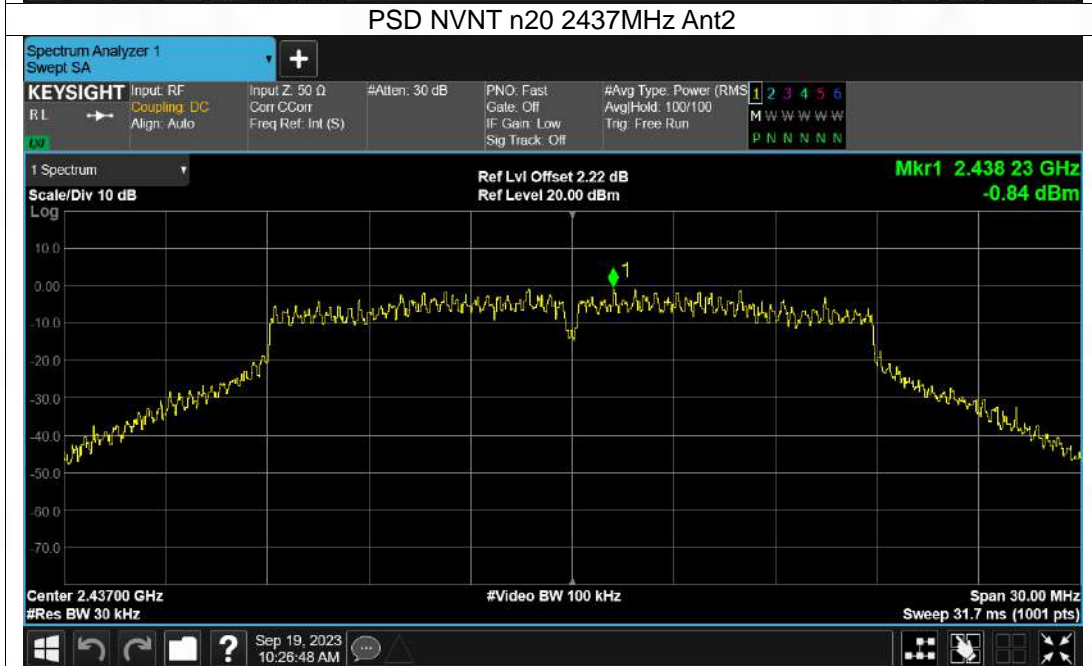 PSD NVNT n20 2437MHz Ant2
Spectrum Analyzer 1
Swept SA
+
KEYSIGHT
RL
LXI
Input: RF
Coupling: DC
Align: Auto
Input Z: 50 Ω
Corr CCorr
Freq Ref: Int (S)
#Atten: 30 dB
PNO: Fast
Gate: Off
IF Gain: Low
Sig Track: Off
#Avg Type: Power (RMS
Avg|Hold: 100/100
Trig: Free Run
1 2 3 4 5 6
M W W W W W
P N N N N N
1 Spectrum
Scale/Div 10 dB
Log
Ref Lvl Offset 2.22 dB
Ref Level 20.00 dBm
Mkr1 2.438 23 GHz
-0.84 dBm
10.0
0.00
-10.0
-20.0
-30.0
-40.0
-50.0
-60.0
-70.0
1
Center 2.43700 GHz
#Res BW 30 kHz
#Video BW 100 kHz
Span 30.00 MHz
Sweep 31.7 ms (1001 pts)
?
Sep 19, 2023
10:26:48 AM